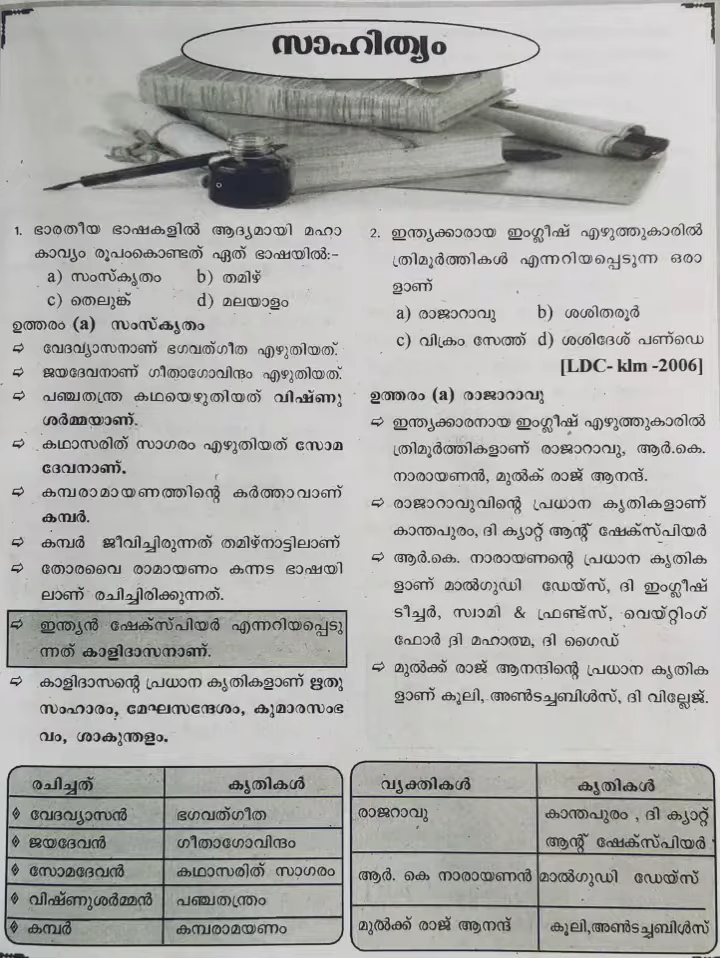 സാഹിത്യം
1. ഭാരതീയ ഭാഷകളിൽ ആദ്യമായി മഹാ
കാവ്യം രൂപംകൊണ്ടത് ഏത് ഭാഷയിൽ:-
a) സംസ്കൃതം b) തമിഴ്
c) തെലുങ്ക് d) മലയാളം
ഉത്തരം (a) സംസ്കൃതം
➩ വേദവ്യാസനാണ് ഭഗവത്ഗീത എഴുതിയത്.
➩ ജയദേവനാണ് ഗീതാഗോവിന്ദം എഴുതിയത്.
➩ പഞ്ചതന്ത്ര കഥയെഴുതിയത് വിഷ്ണു
ശർമ്മയാണ്.
➩ കഥാസരിത് സാഗരം എഴുതിയത് സോമ
ദേവനാണ്.
➩ കമ്പരാമായണത്തിന്റെ കർത്താവാണ്
കമ്പർ.
➩ കമ്പർ ജീവിച്ചിരുന്നത് തമിഴ്നാട്ടിലാണ്
➩ തോരവൈ രാമായണം കന്നട ഭാഷയി
ലാണ് രചിച്ചിരിക്കുന്നത്.
➩ ഇന്ത്യൻ ഷേക്സ്പിയർ എന്നറിയപ്പെടു
ന്നത് കാളിദാസനാണ്.
➩ കാളിദാസന്റെ പ്രധാന കൃതികളാണ് ഋതു
സംഹാരം, മേഘസന്ദേശം, കുമാരസംഭ
വം, ശാകുന്തളം.
2. ഇന്ത്യക്കാരായ ഇംഗ്ലീഷ് എഴുത്തുകാരിൽ
ത്രിമൂർത്തികൾ എന്നറിയപ്പെടുന്ന ഒരാ
ളാണ്
a) രാജാറാവു b) ശശിതരൂർ
c) വിക്രം സേത്ത് d) ശശിദേശ് പണ്ഡെ
[LDC- klm -2006]
ഉത്തരം (a) രാജാറാവു
➩ ഇന്ത്യക്കാരനായ ഇംഗ്ലീഷ് എഴുത്തുകാരിൽ
ത്രിമൂർത്തികളാണ് രാജാറാവു, ആർ.കെ.
നാരായണൻ, മുൽക് രാജ് ആനന്ദ്.
➩ രാജാറാവുവിന്റെ പ്രധാന കൃതികളാണ്
കാന്തപുരം, ദി ക്യാറ്റ് ആന്റ് ഷേക്സ്പിയർ
➩ ആർ.കെ. നാരായണന്റെ പ്രധാന കൃതിക
ളാണ് മാൽഗുഡി ഡേയ്സ്, ദി ഇംഗ്ലീഷ്
ടീച്ചർ, സ്വാമി & ഫ്രണ്ട്സ്, വെയ്റ്റിംഗ്
ഫോർ ദി മഹാത്മ, ദി ഗൈഡ്
➩ മുൽക്ക് രാജ് ആനന്ദിന്റെ പ്രധാന കൃതിക
ളാണ് കൂലി, അൺടച്ചബിൾസ്, ദി വില്ലേജ്.
രചിച്ചത് കൃതികൾ
◊ വേദവ്യാസൻ ഭഗവത്ഗീത
◊ ജയദേവൻ ഗീതാഗോവിന്ദം
◊ സോമദേവൻ കഥാസരിത് സാഗരം
◊ വിഷ്ണുശർമ്മൻ പഞ്ചതന്ത്രം
◊ കമ്പർ കമ്പരാമയണം
വ്യക്തികൾ കൃതികൾ
രാജറാവു കാന്തപുരം , ദി ക്യാറ്റ്
ആന്റ് ഷേക്സ്പിയർ
ആർ. കെ നാരായണൻ മാൽഗുഡി ഡേയ്സ്
മുൽക്ക് രാജ് ആനന്ദ് കൂലി,അൺടച്ചബിൾസ്